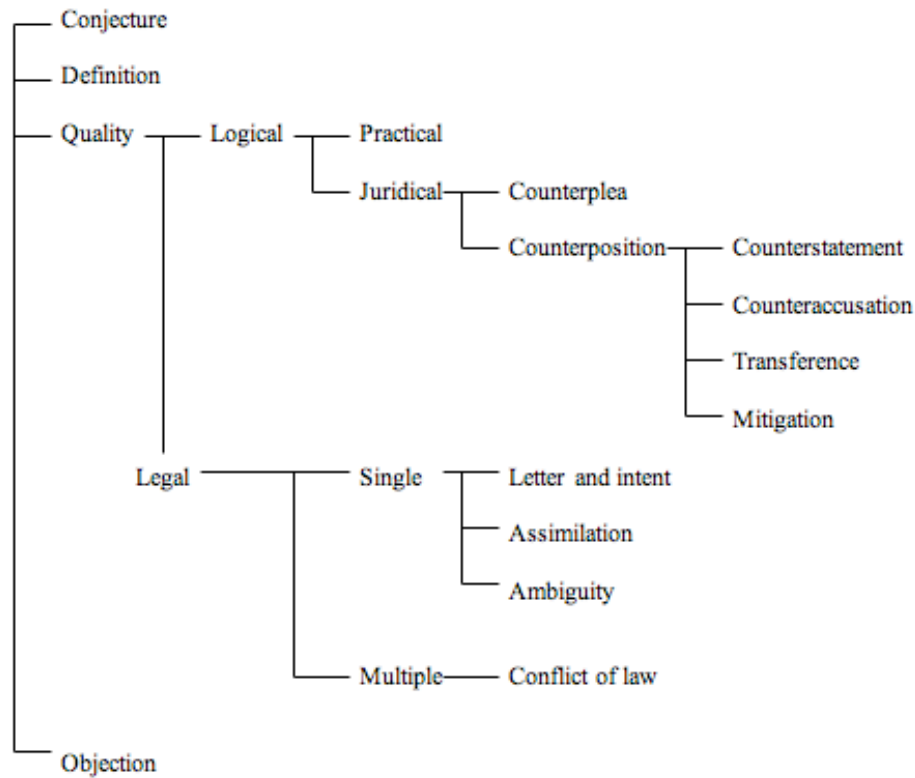 Conjecture
Definition
Quality Logical Practical
Juridical Counterplea
Counterposition Counterstatement
Counteraccusation
Transference
Mitigation
Legal Single Letter and intent
Assimilation
Ambiguity
Multiple Conflict of law
Objection